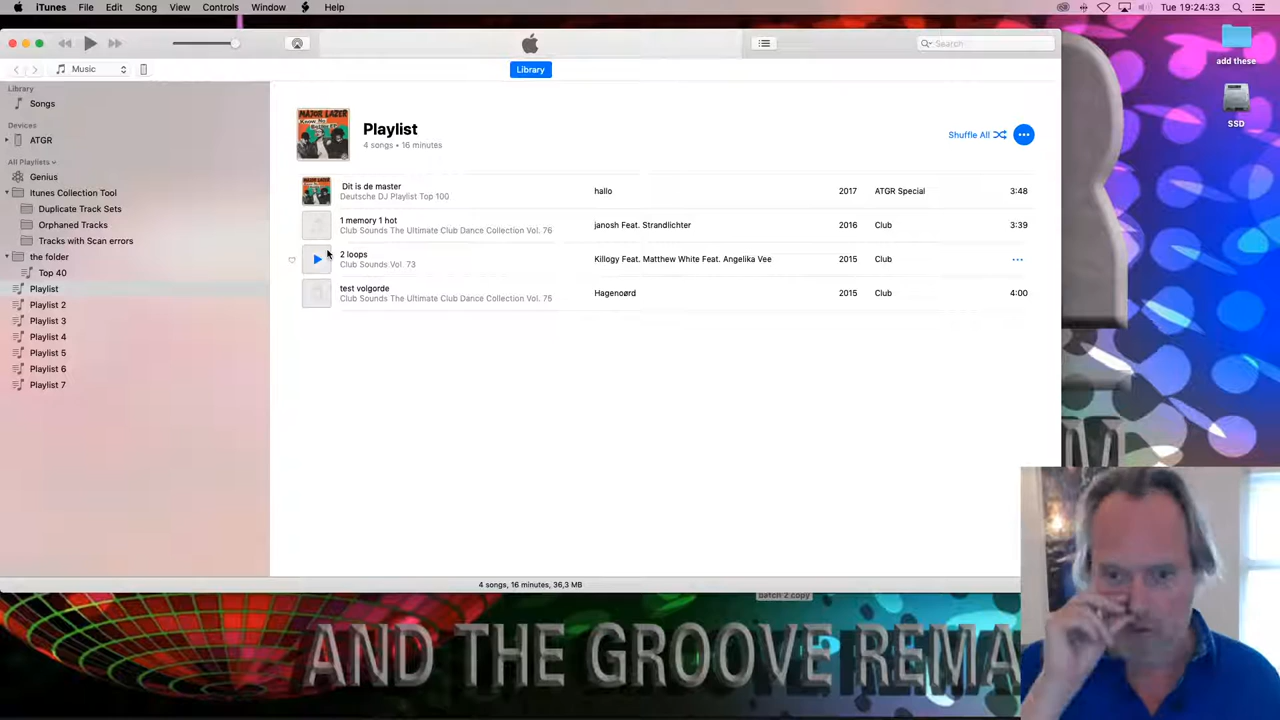 iTunes File Edit Song View Controls Window Help Tue 19:24:33
Search
Music Library
Library
Songs
Devices
ATGR
All Playlists
Genius
Itunes Collection Tool
Duplicate Track Sets
Orphaned Tracks
Tracks with Scan errors
the folder
Top 40
Playlist
Playlist 2
Playlist 3
Playlist 4
Playlist 5
Playlist 6
Playlist 7
MAJOR LAZER
Playlist
4 songs • 16 minutes
Shuffle All
Dit is de master
Deutsche DJ Playlist Top 100
hallo 2017 ATGR Special 3:48
1 memory 1 hot
Club Sounds The Ultimate Club Dance Collection Vol. 76
janosh Feat. Strandlichter 2016 Club 3:39
2 loops
Club Sounds Vol. 73
Killogy Feat. Matthew White Feat. Angelika Vee 2015 Club
test volgorde
Club Sounds The Ultimate Club Dance Collection Vol. 75
Hagenoørd 2015 Club 4:00
4 songs, 16 minutes, 36,3 MB
add these
SSD
batch 2 copy
AND THE GROOVE REMA